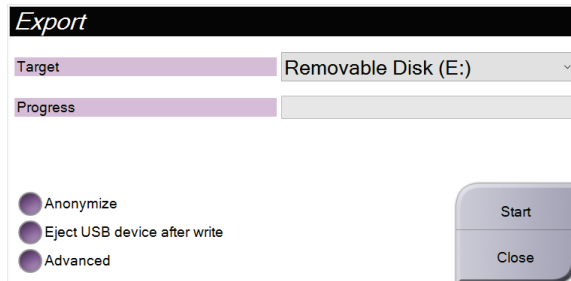 Export
Target
Removable Disk (E:)
Progress
Anonymize
Eject USB device after write
Advanced
Start
Close